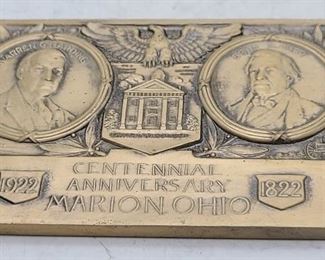 WARREN G HARDING
CENTENNIAL
ANNIVERSARY
1922
1822
MARION, OHIO